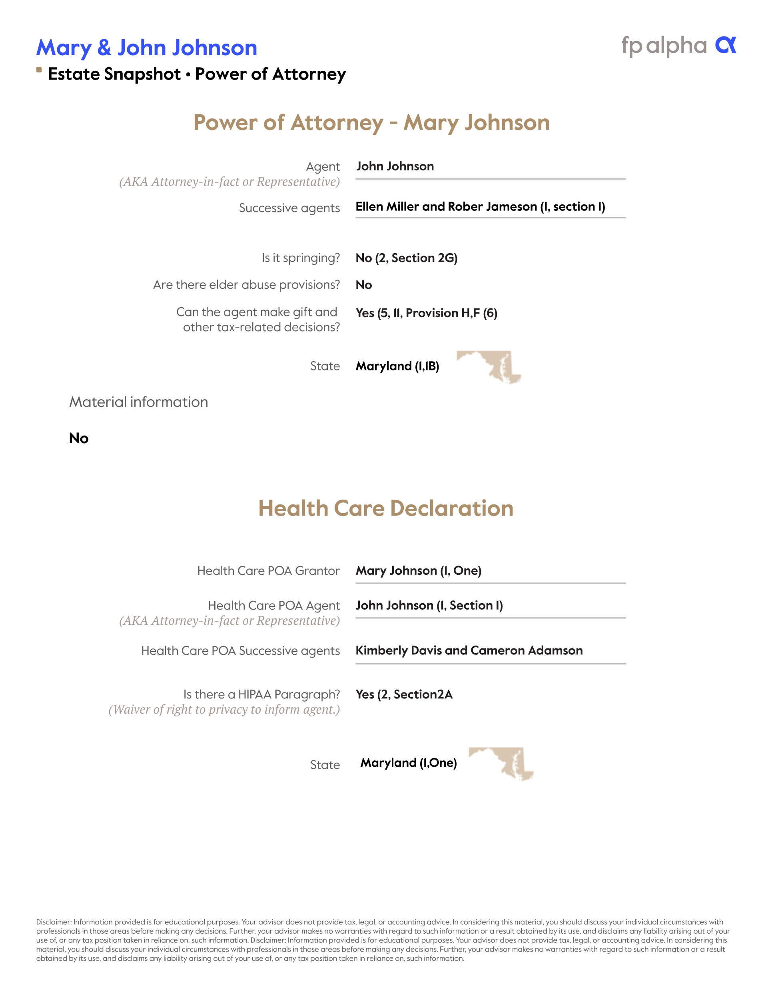 Mary & John Johnson
fp alpha
Estate Snapshot • Power of Attorney
Power of Attorney - Mary Johnson
Agent John Johnson
(AKA Attorney-in-fact or Representative)
Successive agents Ellen Miller and Rober Jameson (1, section 1)
Is it springing? No (2, Section 2G)
Are there elder abuse provisions? No
Can the agent make gift and Yes (5, 11, Provision H,F (6)
other tax-related decisions?
State Maryland (1,1B)
Material information
No
Health Care Declaration
Health Care POA Grantor Mary Johnson (1, One)
Health Care POA Agent John Johnson (1, Section 1)
(AKA Attorney-in-fact or Representative)
Health Care POA Successive agents Kimberly Davis and Cameron Adamson
Is there a HIPAA Paragraph? Yes (2, Section2A
(Waiver of right to privacy to inform agent.)
State Maryland (1,One)
Disclaimer: Information provided is for educational purposes. Your advisor does not provide tax, legal, or accounting advice. In considering this material, you should discuss your individual circumstances with
professionals in those areas before making any decisions. Further, your advisor makes no warranties with regard to such information or a result obtained by its use, and disclaims any liability arising out of your
use of, or any tax position taken in reliance on, such information. Disclaimer: Information provided is for educational purposes. Your advisor does not provide tax, legal, or accounting advice. In considering this
material, you should discuss your individual circumstances with professionals in those areas before making any decisions. Further, your advisor makes no warranties with regard to such information or a result
obtained by its use, and disclaims any liability arising out of your use of, or any tax position taken in reliance on, such information.